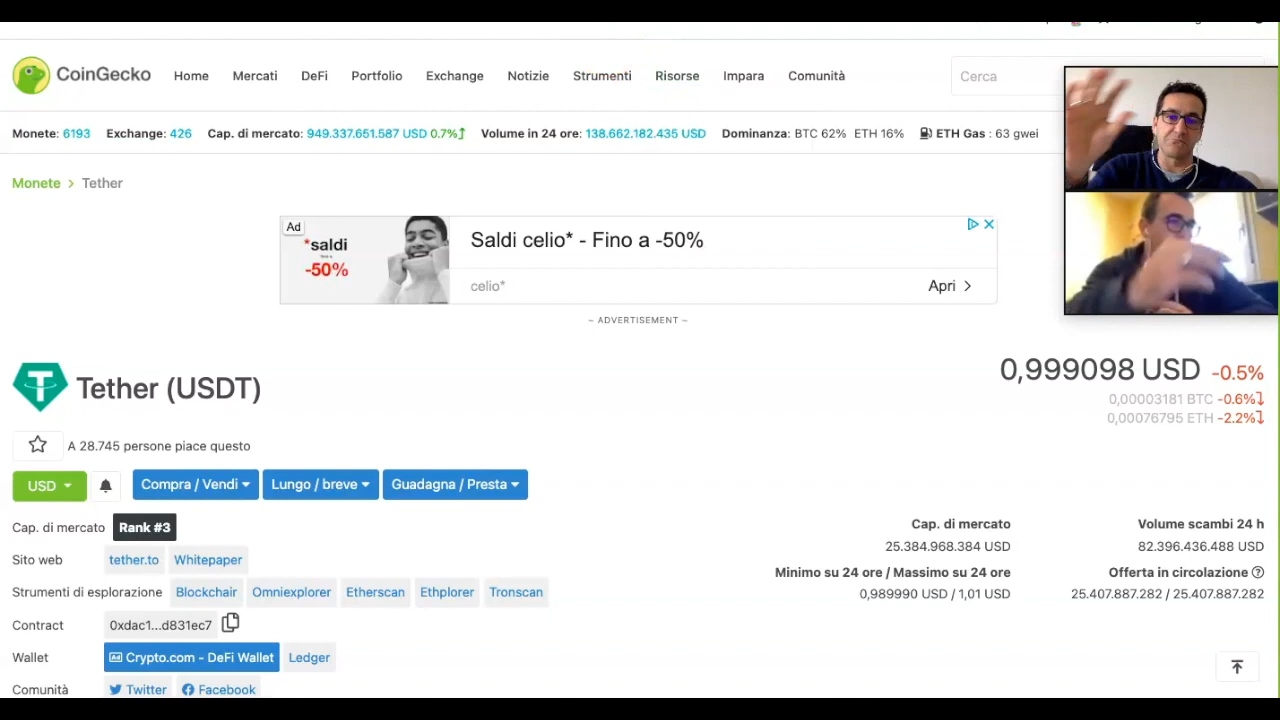 CoinGecko Home Mercati DeFi Portfolio Exchange Notizie Strumenti Risorse Impara Comunità Cerca
Monete: 6193 Exchange: 426 Cap. di mercato: 949.337.651.587 USD 0.7% Volume in 24 ore: 138.662.182.435 USD Dominanza: BTC 62% ETH 16% ETH Gas : 63 gwei
Monete > Tether
Ad
*saldi
-50%
Saldi celio* - Fino a -50%
celio*
Apri >
– ADVERTISEMENT –
Tether (USDT)
0,999098 USD -0.5%
0,00003181 BTC -0.6%
0,00076795 ETH -2.2%
A 28.745 persone piace questo
USD Compra / Vendi Lungo / breve Guadagna / Presta
Cap. di mercato Rank #3
Sito web tether.to Whitepaper
Strumenti di esplorazione Blockchair Omniexplorer Etherscan Ethplorer Tronscan
Contract 0xdac1...d831ec7
Wallet Ad Crypto.com - DeFi Wallet Ledger
Comunità Twitter Facebook
Cap. di mercato
25.384.968.384 USD
Minimo su 24 ore / Massimo su 24 ore
0,989990 USD / 1,01 USD
Volume scambi 24 h
82.396.436.488 USD
Offerta in circolazione ?
25.407.887.282 / 25.407.887.282